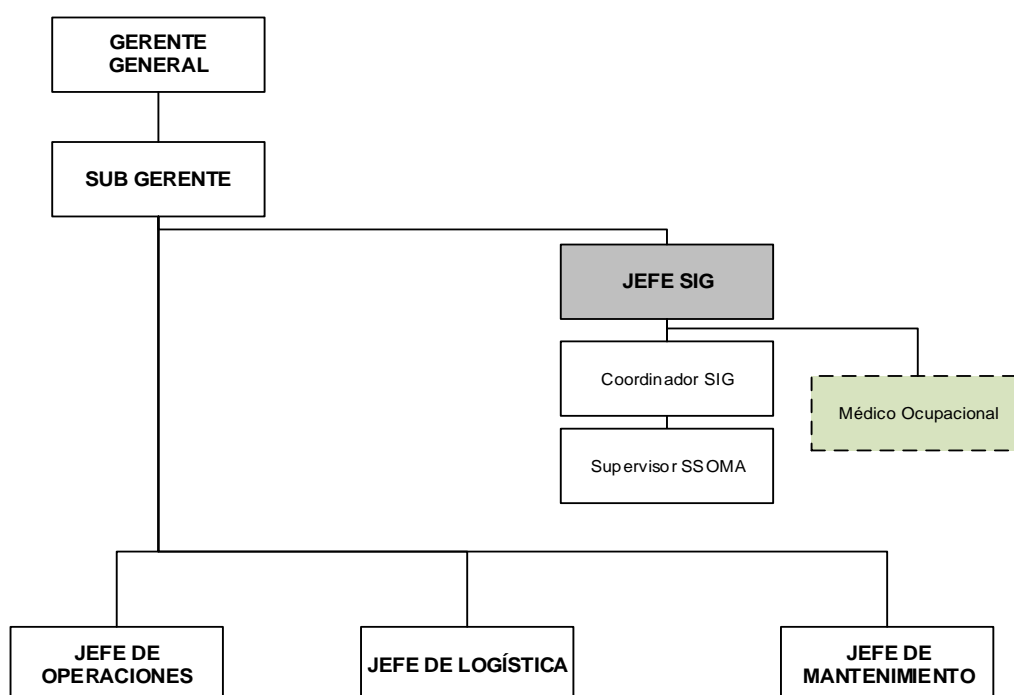 GERENTE
GENERAL
SUB GERENTE
JEFE SIG
Coordinador SIG
Médico Ocupacional
Supervisor SSOMA
JEFE DE
OPERACIONES
JEFE DE LOGÍSTICA
JEFE DE
MANTENIMIENTO